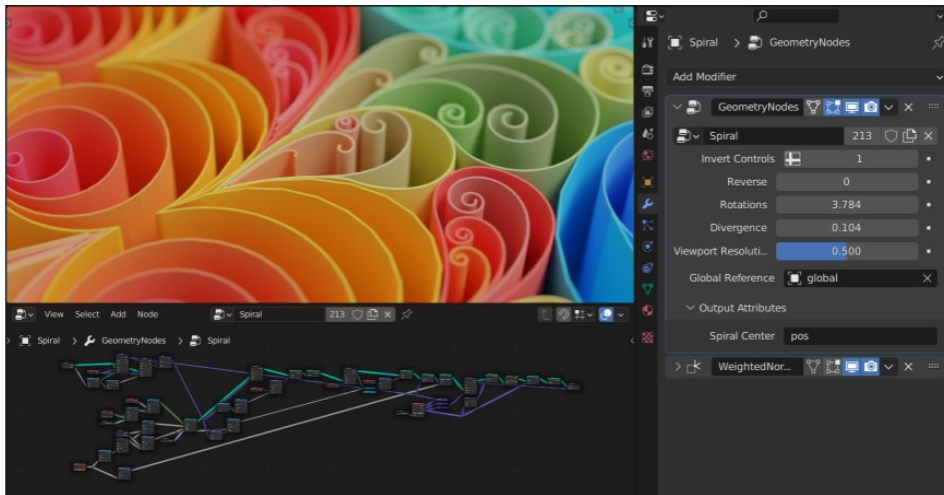 Spiral > GeometryNodes
Add Modifier
GeometryNodes
Spiral 213
Invert Controls 1
Reverse 0
Rotations 3.784
Divergence 0.104
Viewport Resoluti... 0.500
Global Reference global
Output Attributes
Spiral Center pos
WeightedNor...
View Select Add Node Spiral 213
Spiral > GeometryNodes > Spiral